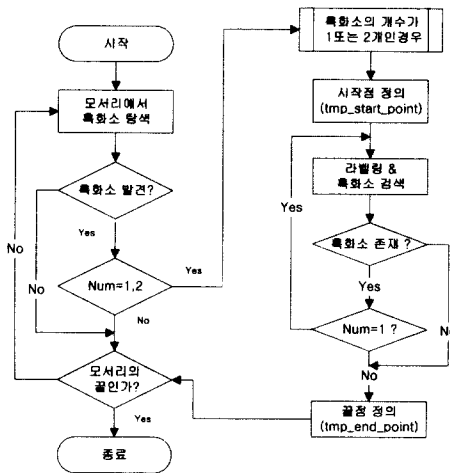 시작
모서리에서
흑화소 탐색
흑화소 발견?
Yes
No
No
Num=1,2
Yes
No
모서리의
끝인가?
Yes
종료
흑화소의 개수가
1또는 2개인경우
시작점 정의
(tmp_start_point)
라벨링 &
흑화소 검색
Yes
흑화소 존재 ?
Yes
Num=1 ?
No
No
끝점 정의
(tmp_end_point)